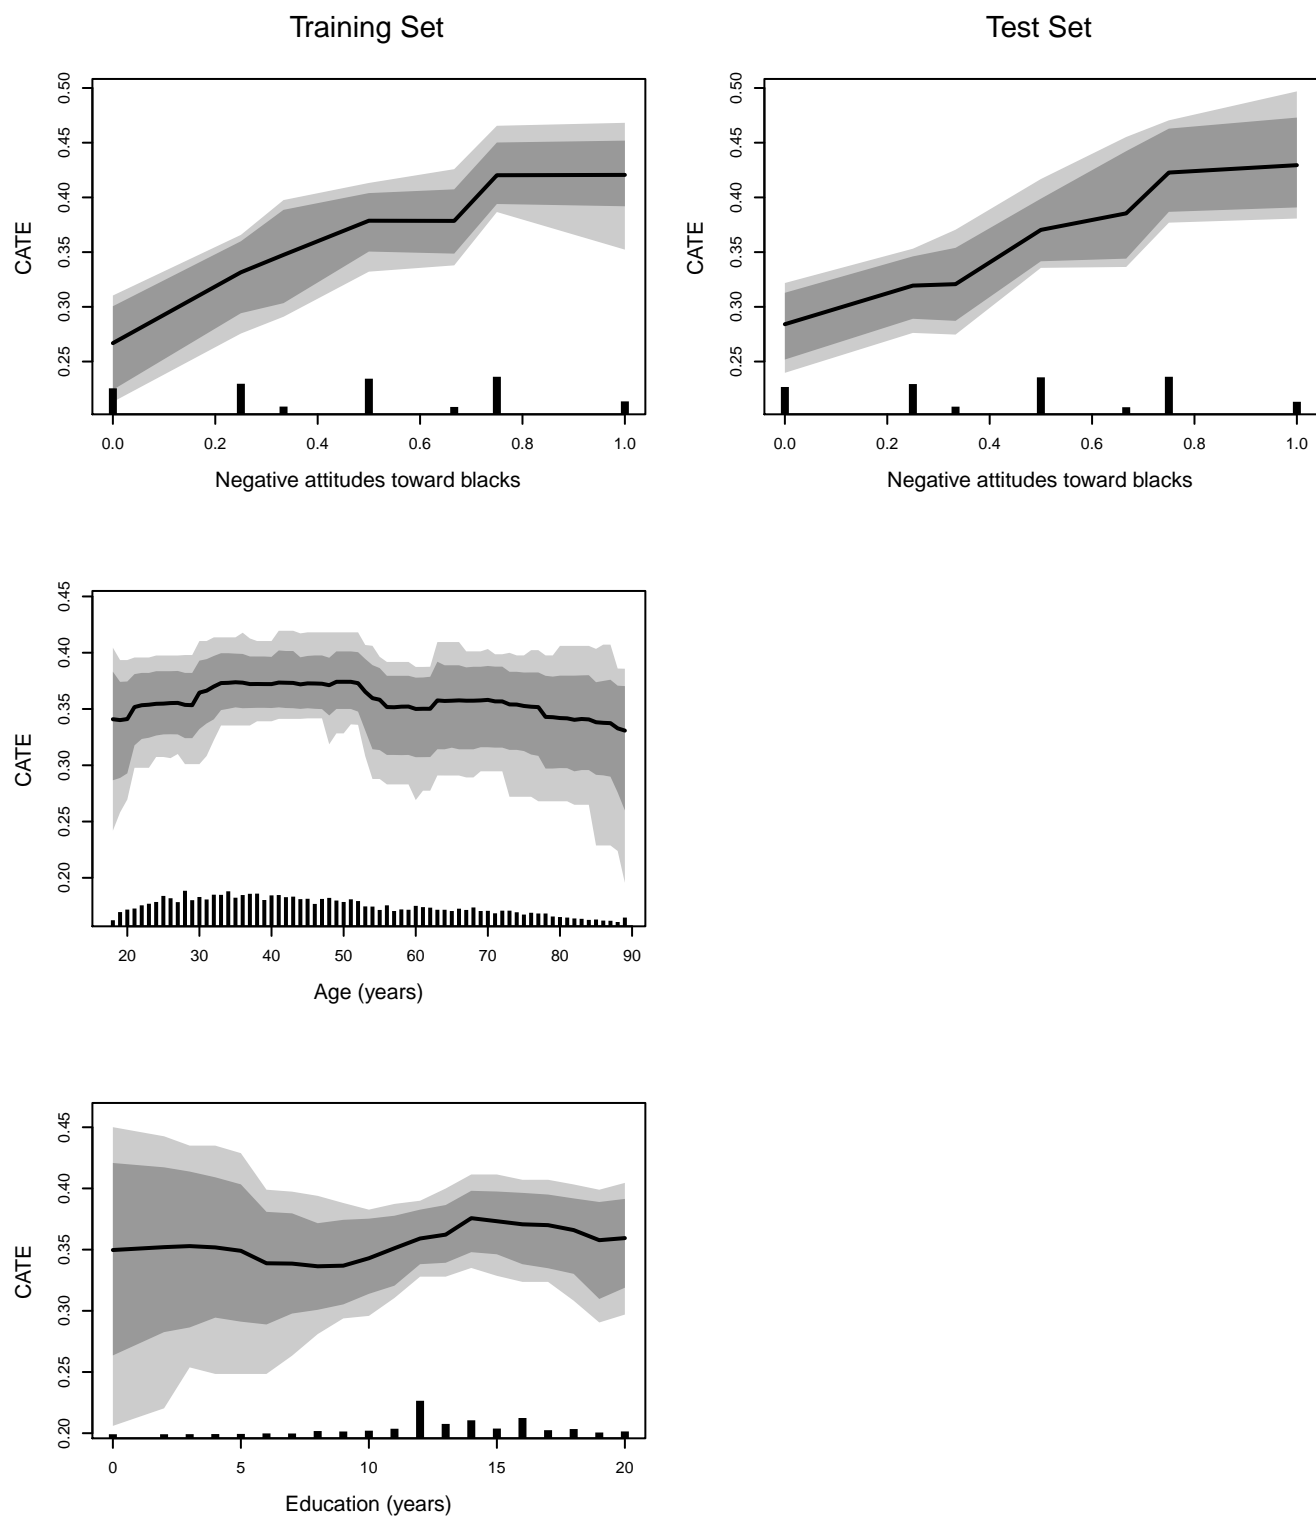 Training Set
Test Set
CATE
0.50
0.45
0.40
0.35
0.30
0.25
0.0 0.2 0.4 0.6 0.8 1.0
Negative attitudes toward blacks
CATE
0.50
0.45
0.40
0.35
0.30
0.25
0.0 0.2 0.4 0.6 0.8 1.0
Negative attitudes toward blacks
CATE
0.45
0.40
0.35
0.30
0.25
0.20
20 30 40 50 60 70 80 90
Age (years)
CATE
0.45
0.40
0.35
0.30
0.25
0.20
0 5 10 15 20
Education (years)